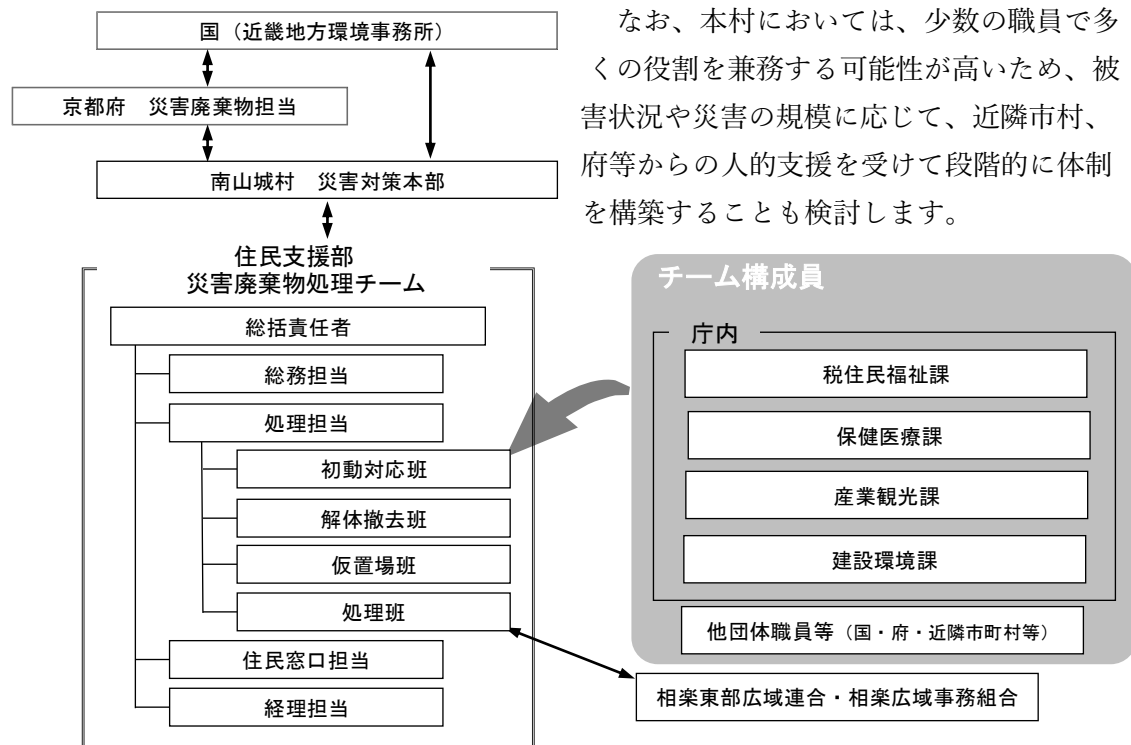 国（近畿地方環境事務所）
京都府　災害廃棄物担当
南山城村　災害対策本部
なお、本村においては、少数の職員で多
くの役割を兼務する可能性が高いため、被
害状況や災害の規模に応じて、近隣市村、
府等からの人的支援を受けて段階的に体制
を構築することも検討します。
住民支援部
災害廃棄物処理チーム
総括責任者
総務担当
処理担当
初動対応班
解体撤去班
仮置場班
処理班
住民窓口担当
経理担当
チーム構成員
庁内
税住民福祉課
保健医療課
産業観光課
建設環境課
他団体職員等（国・府・近隣市町村等）
相楽東部広域連合・相楽広域事務組合